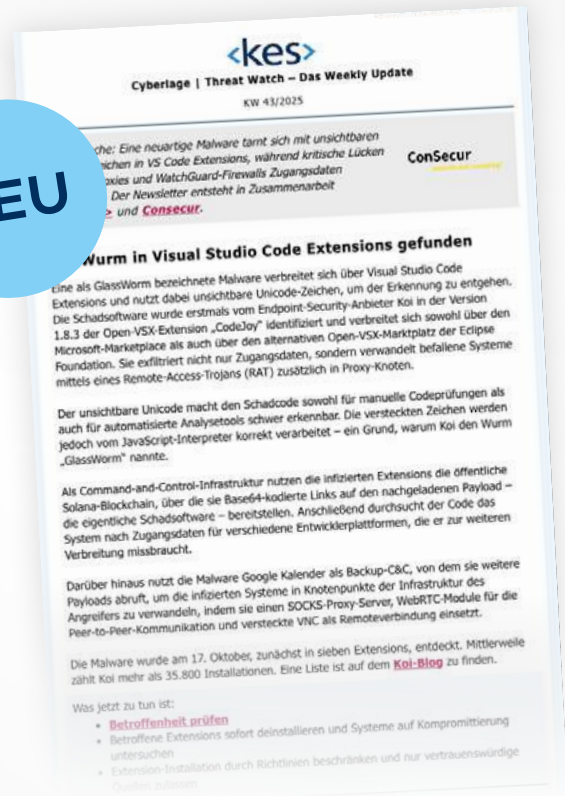 <kes>
Cyberlage | Threat Watch – Das Weekly Update
KW 43/2025
EU
che: Eine neuartige Malware tarnt sich mit unsichtbaren
ichen in VS Code Extensions, während kritische Lücken
oxies und WatchGuard-Firewalls Zugangsdaten
Der Newsletter entsteht in Zusammenarbeit
> und Consecur.
ConSecur
Wurm in Visual Studio Code Extensions gefunden
Eine als GlassWorm bezeichnete Malware verbreitet sich über Visual Studio Code
Extensions und nutzt dabei unsichtbare Unicode-Zeichen, um der Erkennung zu entgehen.
Die Schadsoftware wurde erstmals vom Endpoint-Security-Anbieter Koi in der Version
1.8.3 der Open-VSX-Extension „CodeJoy" identifiziert und verbreitet sich sowohl über den
Microsoft-Marketplace als auch über den alternativen Open-VSX-Marktplatz der Eclipse
Foundation. Sie exfiltriert nicht nur Zugangsdaten, sondern verwandelt befallene Systeme
mittels eines Remote-Access-Trojans (RAT) zusätzlich in Proxy-Knoten.
Der unsichtbare Unicode macht den Schadcode sowohl für manuelle Codeprüfungen als
auch für automatisierte Analysetools schwer erkennbar. Die versteckten Zeichen werden
jedoch vom JavaScript-Interpreter korrekt verarbeitet – ein Grund, warum Koi den Wurm
„GlassWorm" nannte.
Als Command-and-Control-Infrastruktur nutzen die infizierten Extensions die öffentliche
Solana-Blockchain, über die sie Base64-kodierte Links auf den nachgeladenen Payload –
die eigentliche Schadsoftware – bereitstellen. Anschließend durchsucht der Code das
System nach Zugangsdaten für verschiedene Entwicklerplattformen, die er zur weiteren
Verbreitung missbraucht.
Darüber hinaus nutzt die Malware Google Kalender als Backup-C&C, von dem sie weitere
Payloads abruft, um die infizierten Systeme in Knotenpunkte der Infrastruktur des
Angreifers zu verwandeln, indem sie einen SOCKS-Proxy-Server, WebRTC-Module für die
Peer-to-Peer-Kommunikation und versteckte VNC als Remoteverbindung einsetzt.
Die Malware wurde am 17. Oktober, zunächst in sieben Extensions, entdeckt. Mittlerweile
zählt Koi mehr als 35.800 Installationen. Eine Liste ist auf dem Koi-Blog zu finden.
Was jetzt zu tun ist:
• Betroffenheit prüfen
• Betroffene Extensions sofort deinstallieren und Systeme auf Kompromittierung
untersuchen
• Extension-Installation durch Richtlinien beschränken und nur vertrauenswürdige
Quellen zulassen